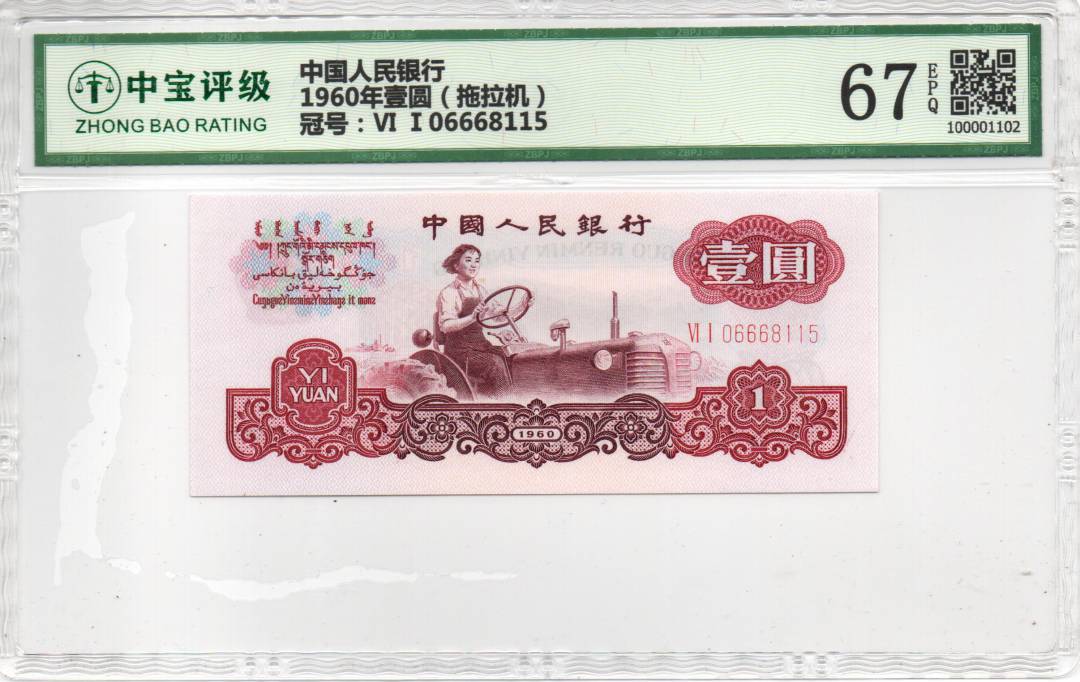 中宝评级
ZHONG BAO RATING
中国人民银行
1960年壹圆（拖拉机）
冠号：VI I 06668115
67
EPQ
100001102
中國人民銀行
壹圓
VI I 06668115
YI
YUAN
1960
1